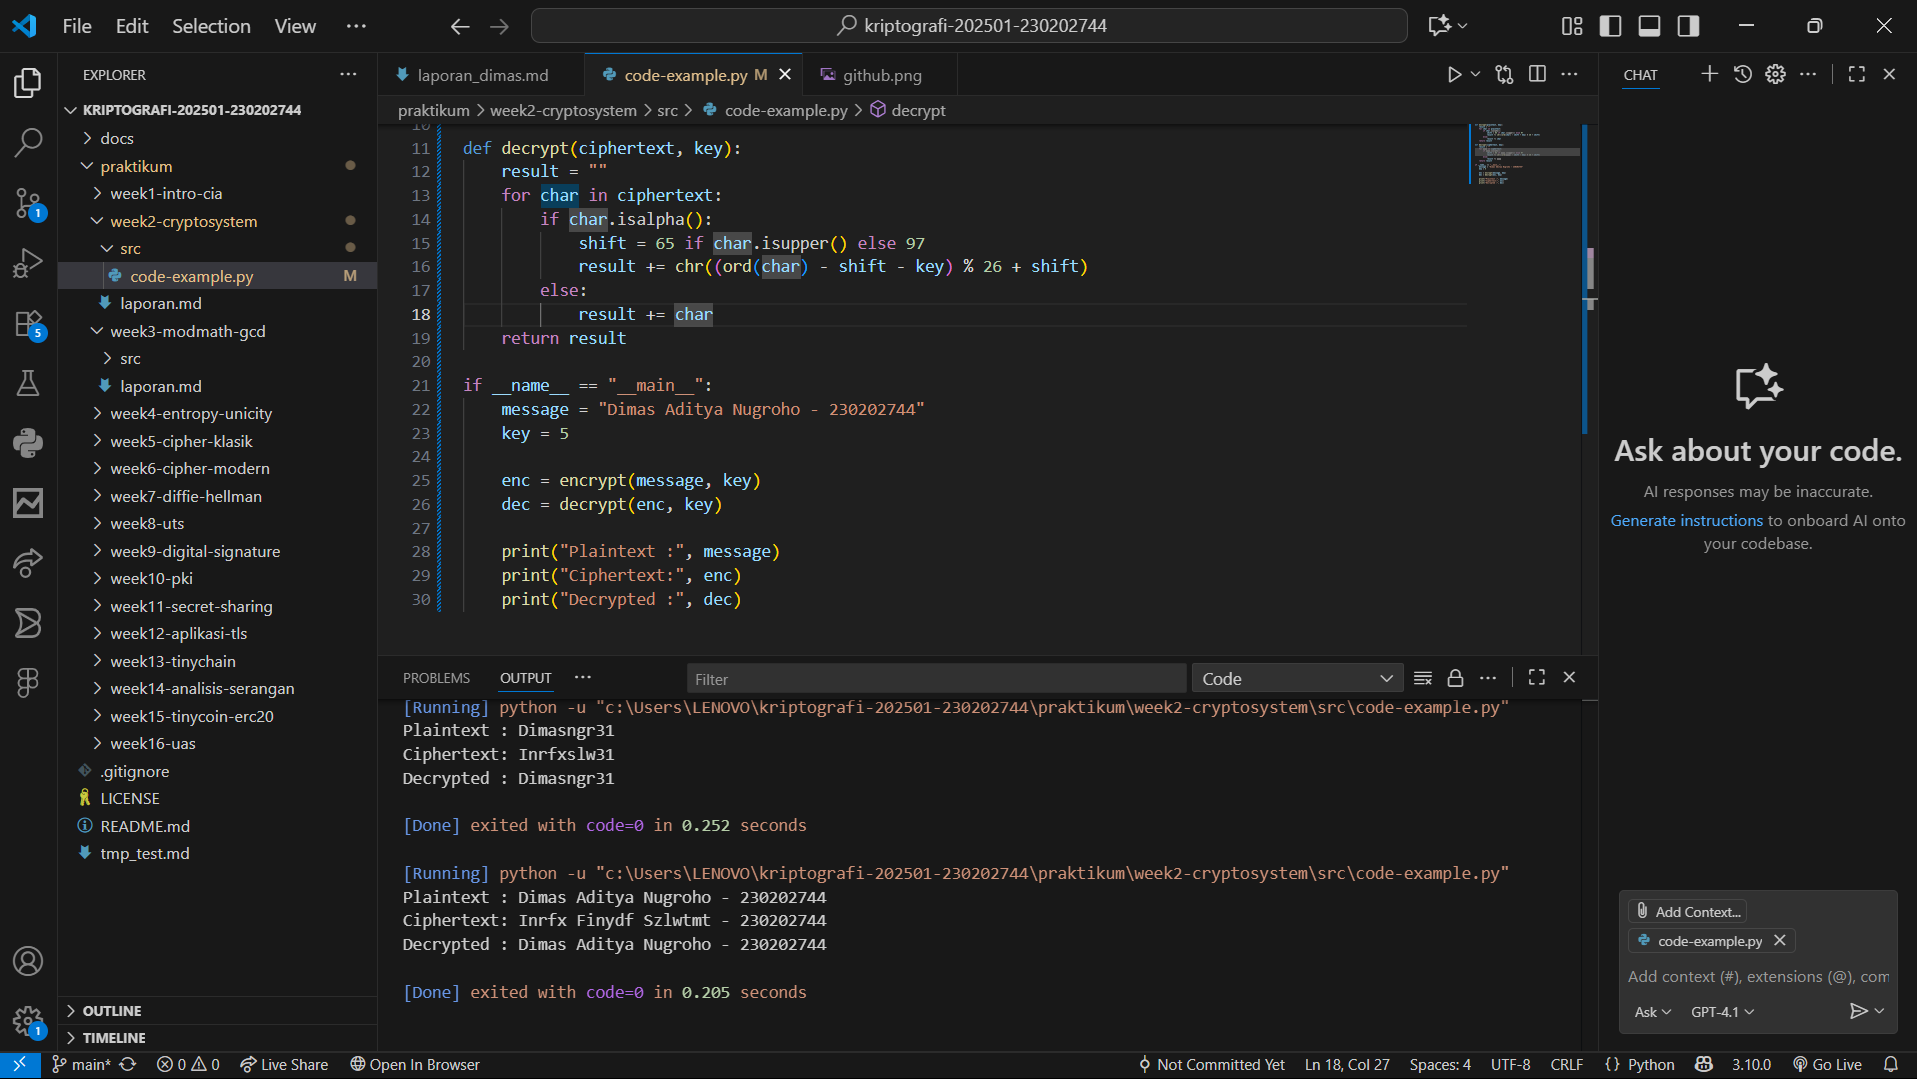 File Edit Selection View ···
kriptografi-202501-230202744
EXPLORER
KRIPTOGRAFI-202501-230202744
docs
praktikum
week1-intro-cia
week2-cryptosystem
src
code-example.py M
laporan.md
week3-modmath-gcd
src
laporan.md
week4-entropy-unicity
week5-cipher-klasik
week6-cipher-modern
week7-diffie-hellman
week8-uts
week9-digital-signature
week10-pki
week11-secret-sharing
week12-aplikasi-tls
week13-tinychain
week14-analisis-serangan
week15-tinycoin-erc20
week16-uas
.gitignore
LICENSE
README.md
tmp_test.md
OUTLINE
TIMELINE
1
5
1
laporan_dimas.md
code-example.py M
github.png
praktikum > week2-cryptosystem > src > code-example.py > decrypt
10
11 def decrypt(ciphertext, key):
12 result = ""
13 for char in ciphertext:
14 if char.isalpha():
15 shift = 65 if char.isupper() else 97
16 result += chr((ord(char) - shift - key) % 26 + shift)
17 else:
18 result += char
19 return result
20
21 if __name__ == "__main__":
22 message = "Dimas Aditya Nugroho - 230202744"
23 key = 5
24
25 enc = encrypt(message, key)
26 dec = decrypt(enc, key)
27
28 print("Plaintext :", message)
29 print("Ciphertext:", enc)
30 print("Decrypted :", dec)
PROBLEMS OUTPUT ··· Filter Code
[Running] python -u "c:\Users\LENOVO\kriptografi-202501-230202744\praktikum\week2-cryptosystem\src\code-example.py"
Plaintext : Dimasngr31
Ciphertext: Inrfxslw31
Decrypted : Dimasngr31
[Done] exited with code=0 in 0.252 seconds
[Running] python -u "c:\Users\LENOVO\kriptografi-202501-230202744\praktikum\week2-cryptosystem\src\code-example.py"
Plaintext : Dimas Aditya Nugroho - 230202744
Ciphertext: Inrfx Finydf Szlwtmt - 230202744
Decrypted : Dimas Aditya Nugroho - 230202744
[Done] exited with code=0 in 0.205 seconds
CHAT
Ask about your code.
AI responses may be inaccurate.
Generate instructions to onboard AI onto
your codebase.
Add Context...
code-example.py
Add context (#), extensions (@), com
Ask GPT-4.1
main* 0 0 Live Share Open In Browser
Not Committed Yet Ln 18, Col 27 Spaces: 4 UTF-8 CRLF {} Python 3.10.0 Go Live